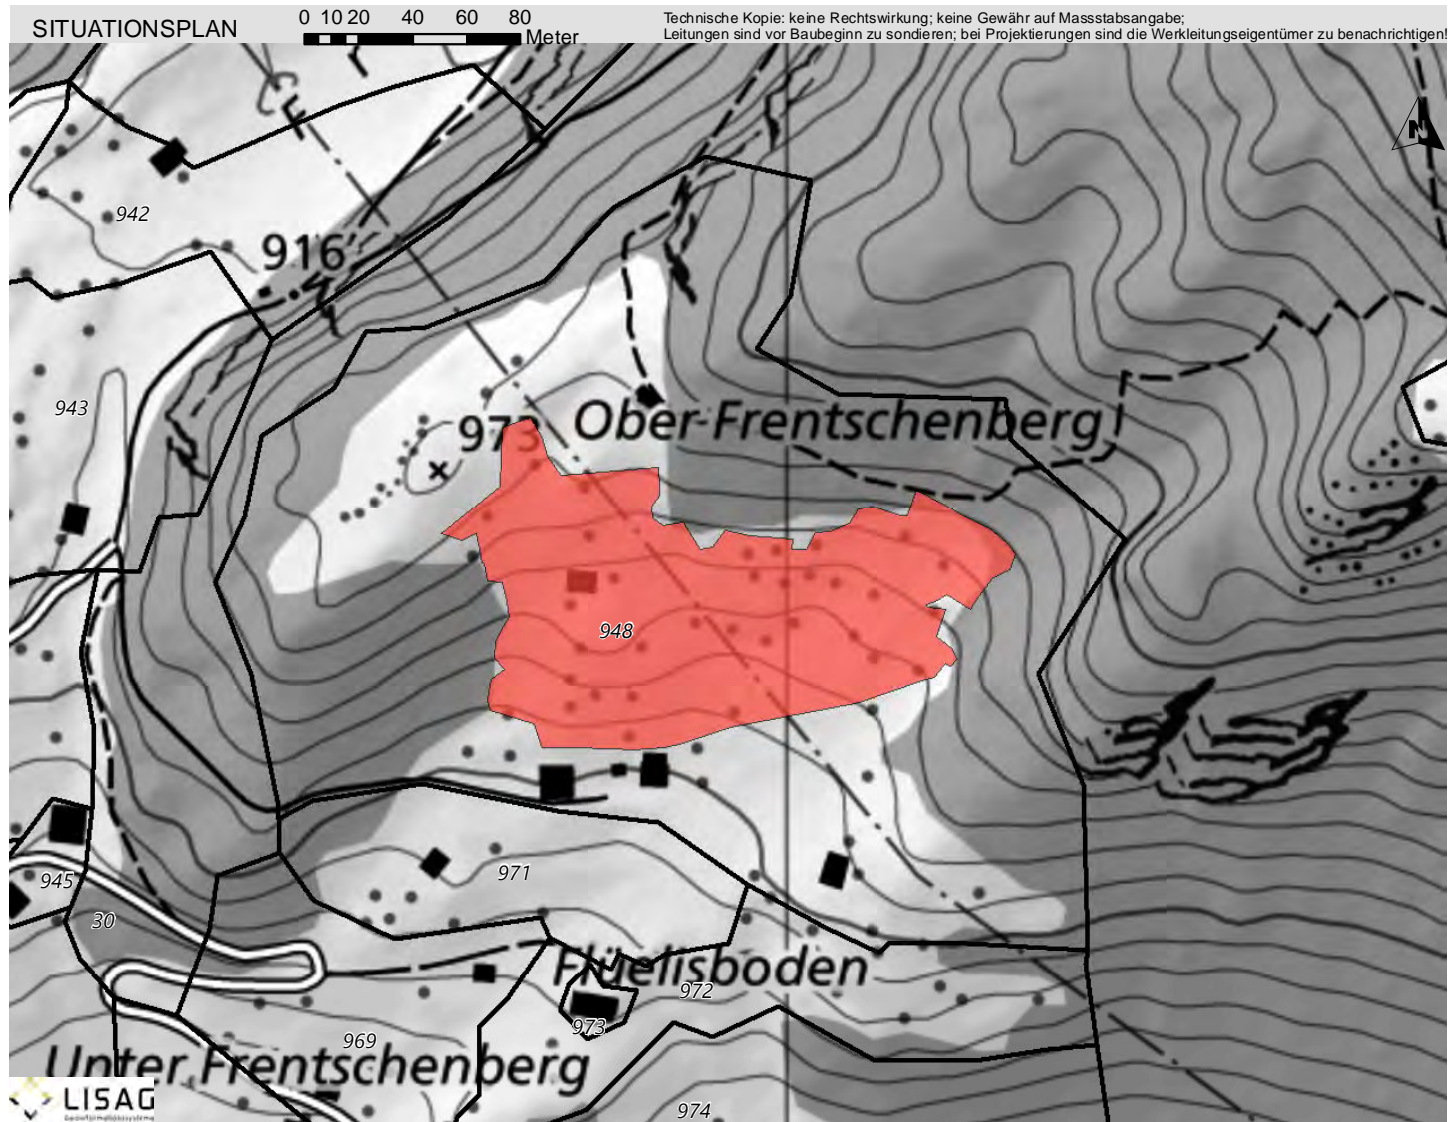 SITUATIONSPLAN
0 10 20 40 60 80
Meter
Technische Kopie: keine Rechtswirkung; keine Gewähr auf Massstabsangabe;
Leitungen sind vor Baubeginn zu sondieren; bei Projektierungen sind die Werkleitungseigentümer zu benachrichtigen!
N
942
916
943
973
Ober-Frentschenberg
948
971
945
30
Flüelisboden
972
973
969
Unter Frentschenberg
974
LISAG